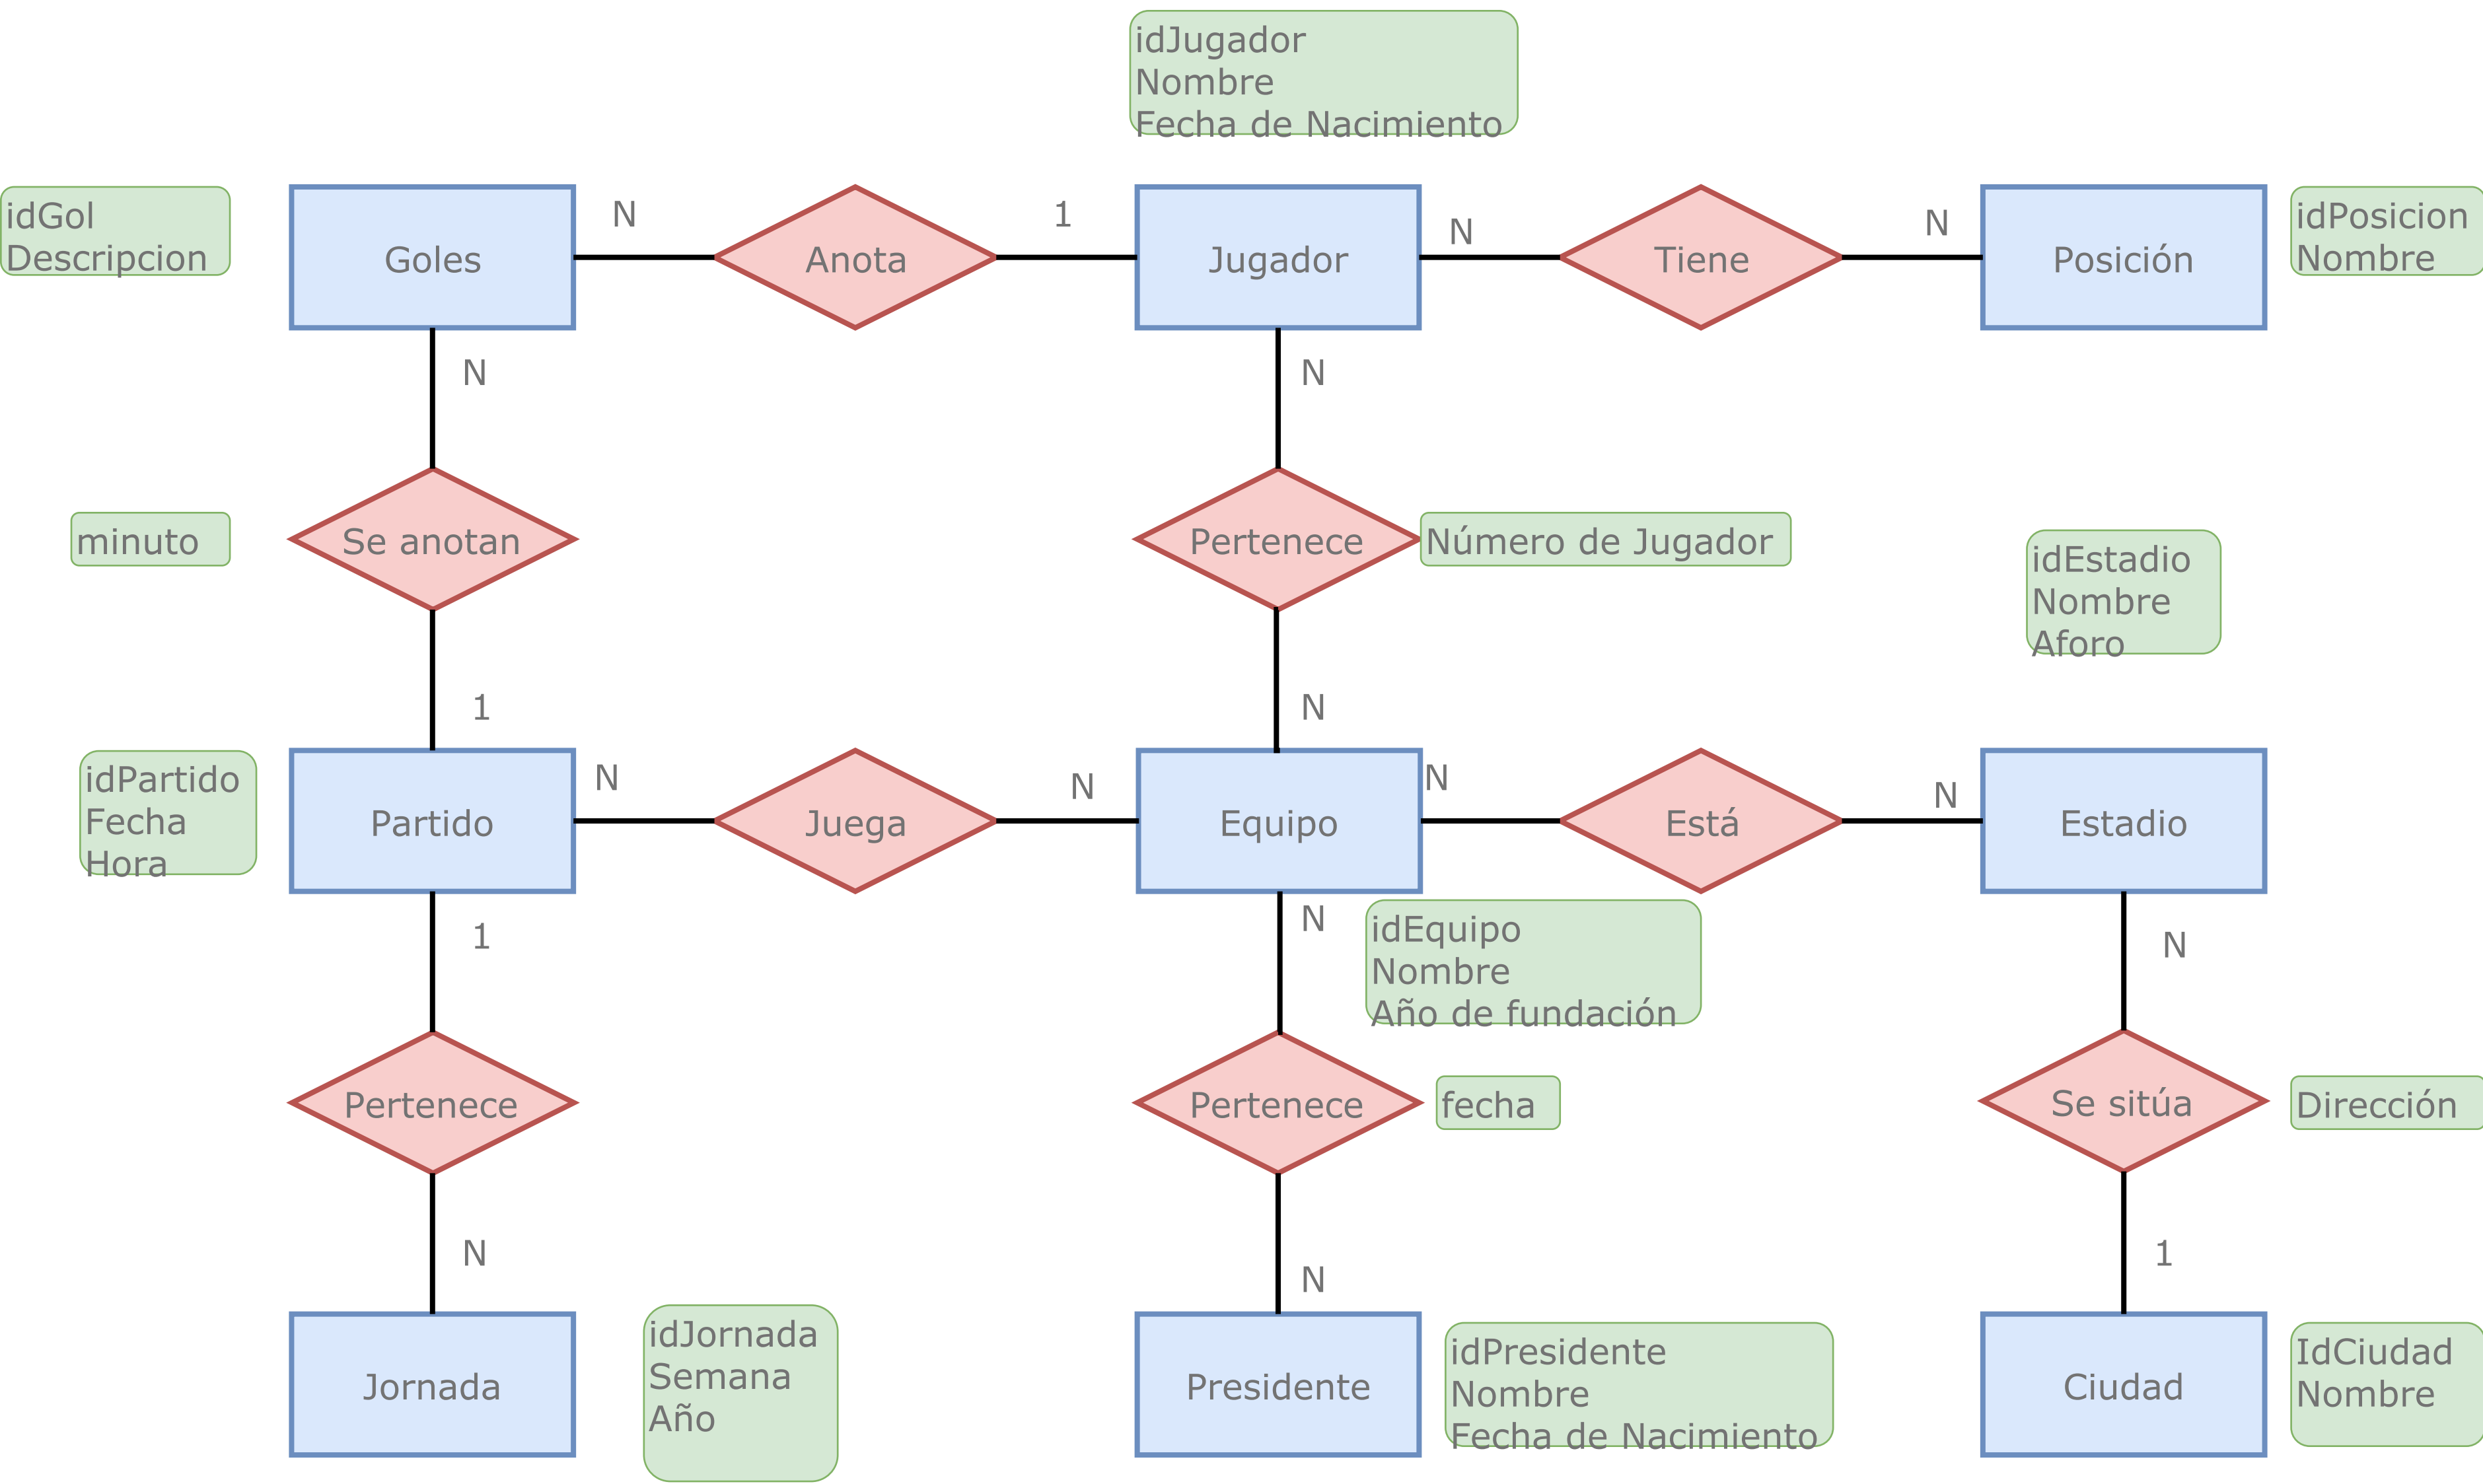 idJugador
Nombre
Fecha de Nacimiento
idGol
Descripcion
Goles
N
Anota
1
Jugador
N
Tiene
N
Posición
idPosicion
Nombre
N
N
minuto
Se anotan
Pertenece
Número de Jugador
idEstadio
Nombre
Aforo
1
N
idPartido
Fecha
Hora
Partido
N
Juega
N
Equipo
N
Está
N
Estadio
1
N
idEquipo
Nombre
Año de fundación
N
Pertenece
Pertenece
fecha
Se sitúa
Dirección
N
N
1
Jornada
idJornada
Semana
Año
Presidente
idPresidente
Nombre
Fecha de Nacimiento
Ciudad
IdCiudad
Nombre